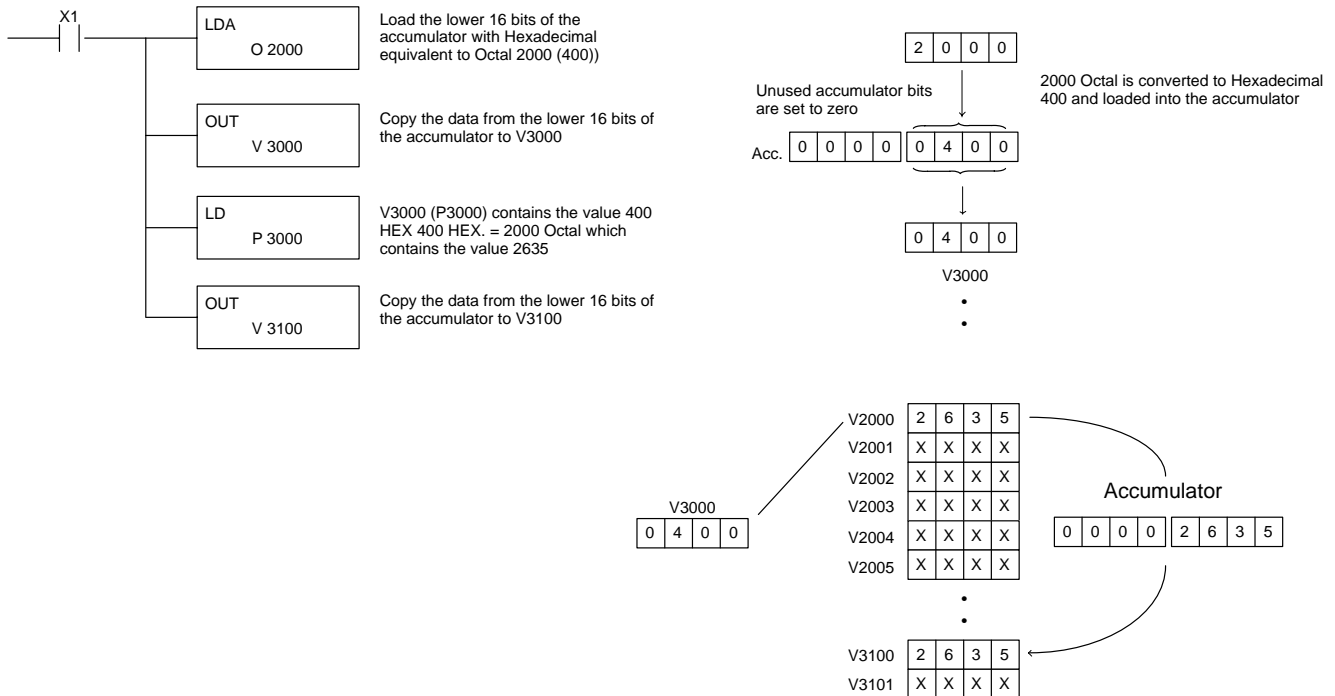 X1
LDA
O 2000
Load the lower 16 bits of the
accumulator with Hexadecimal
equivalent to Octal 2000 (400))
OUT
V 3000
Copy the data from the lower 16 bits of
the accumulator to V3000
LD
P 3000
V3000 (P3000) contains the value 400
HEX 400 HEX. = 2000 Octal which
contains the value 2635
OUT
V 3100
Copy the data from the lower 16 bits of
the accumulator to V3100
2 0 0 0
Unused accumulator bits
are set to zero
2000 Octal is converted to Hexadecimal
400 and loaded into the accumulator
Acc. 0 0 0 0 0 4 0 0
0 4 0 0
V3000
V3000
0 4 0 0
V2000 2 6 3 5
V2001 X X X X
V2002 X X X X
V2003 X X X X
V2004 X X X X
V2005 X X X X
Accumulator
0 0 0 0 2 6 3 5
V3100 2 6 3 5
V3101 X X X X